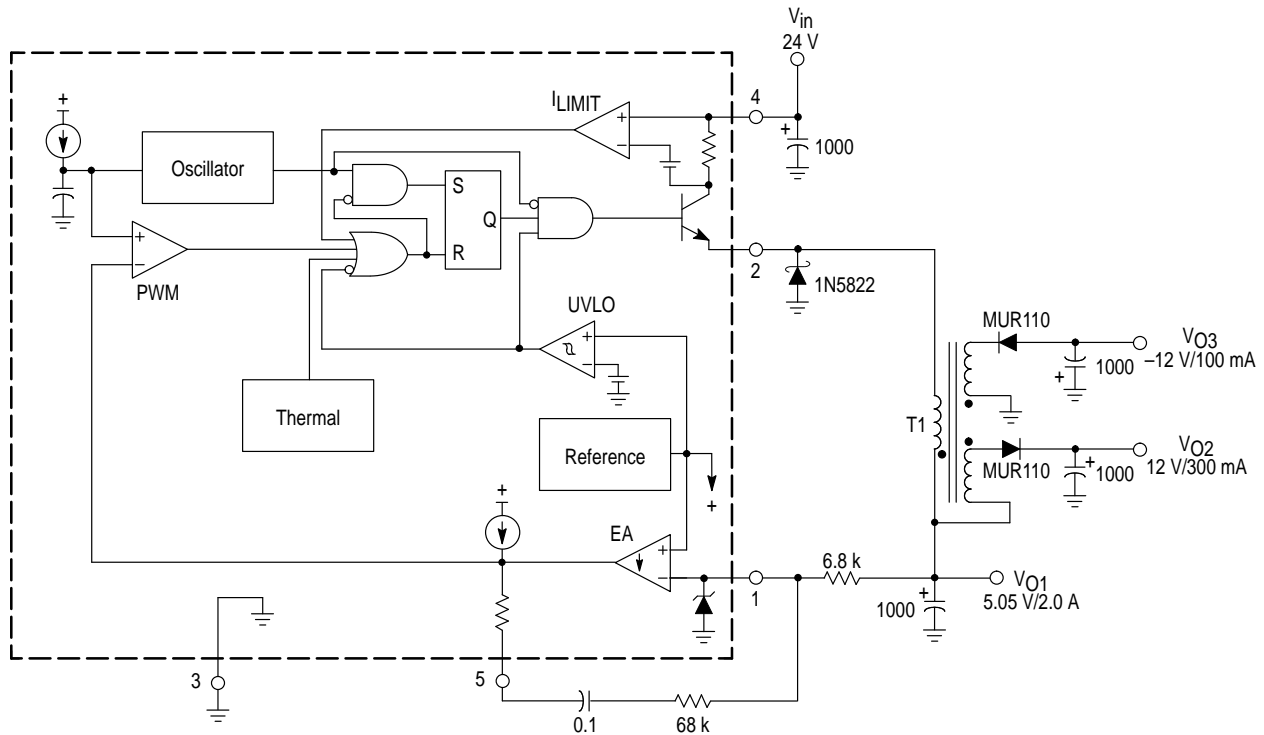 Vin
24 V
+
ILIMIT
4
+
–
+
1000
Oscillator
S
Q
R
+
–
PWM
2
1N5822
UVLO
+
–
MUR110
VO3
–12 V/100 mA
1000
+
Thermal
T1
Reference
+
MUR110
VO2
12 V/300 mA
+
1000
+
EA
+
–
1
6.8 k
VO1
5.05 V/2.0 A
+
1000
3
5
0.1
68 k